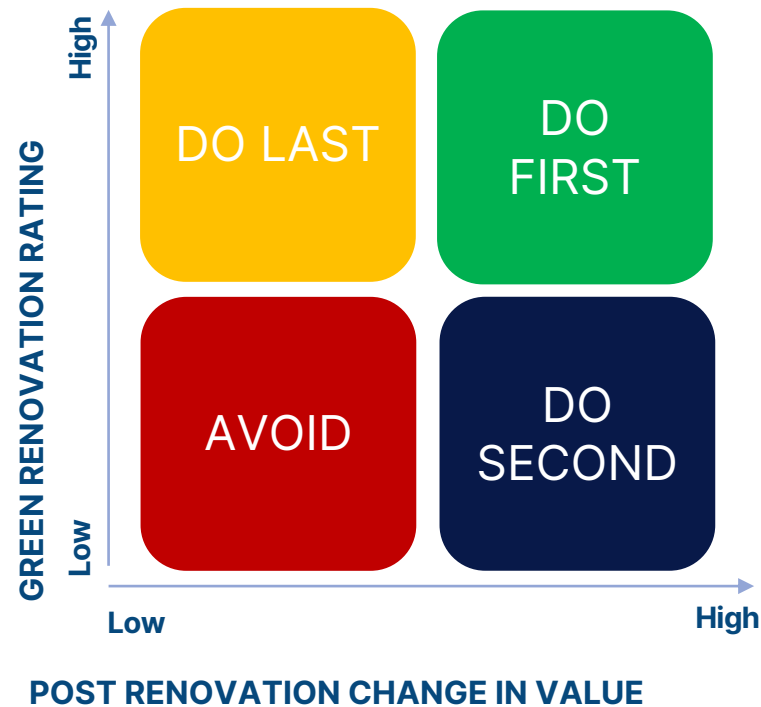 High
DO LAST
DO
FIRST
GREEN RENOVATION RATING
AVOID
DO
SECOND
Low
Low
High
POST RENOVATION CHANGE IN VALUE